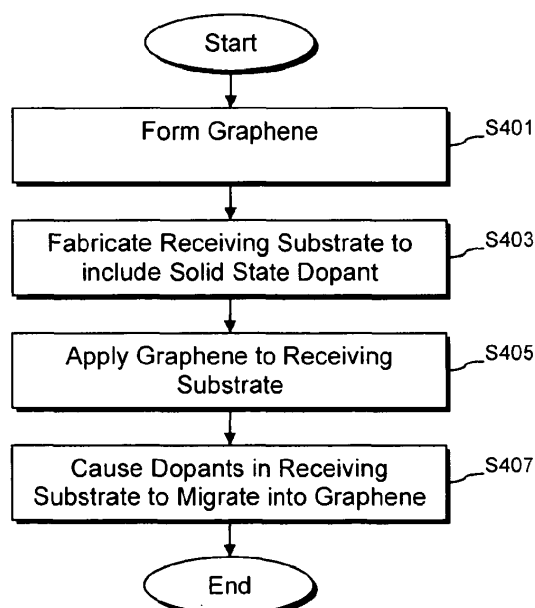 Start
Form Graphene
S401
Fabricate Receiving Substrate to
include Solid State Dopant
S403
Apply Graphene to Receiving
Substrate
S405
Cause Dopants in Receiving
Substrate to Migrate into Graphene
S407
End